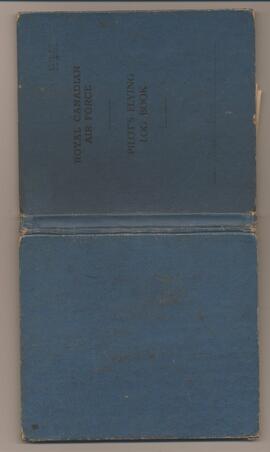 ROYAL CANADIAN
AIR FORCE
PILOT'S FLYING
LOG BOOK